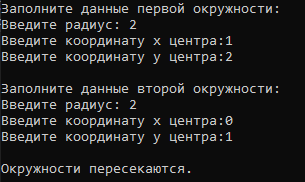 Заполните данные первой окружности:
Введите радиус: 2
Введите координату x центра:1
Введите координату y центра:2
Заполните данные второй окружности:
Введите радиус: 2
Введите координату x центра:0
Введите координату y центра:1
Окружности пересекаются.